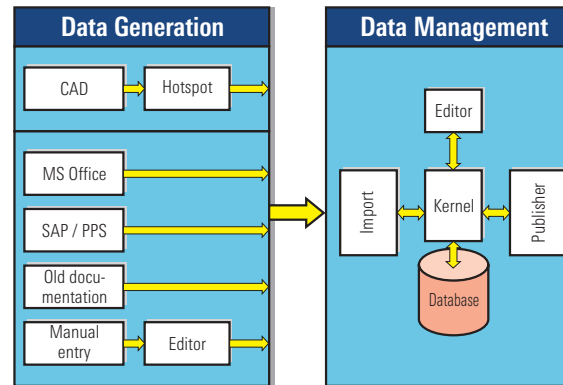 Data Generation
CAD
Hotspot
MS Office
SAP / PPS
Old docu-
mentation
Manual
entry
Editor
Data Management
Editor
Import
Kernel
Publisher
Database